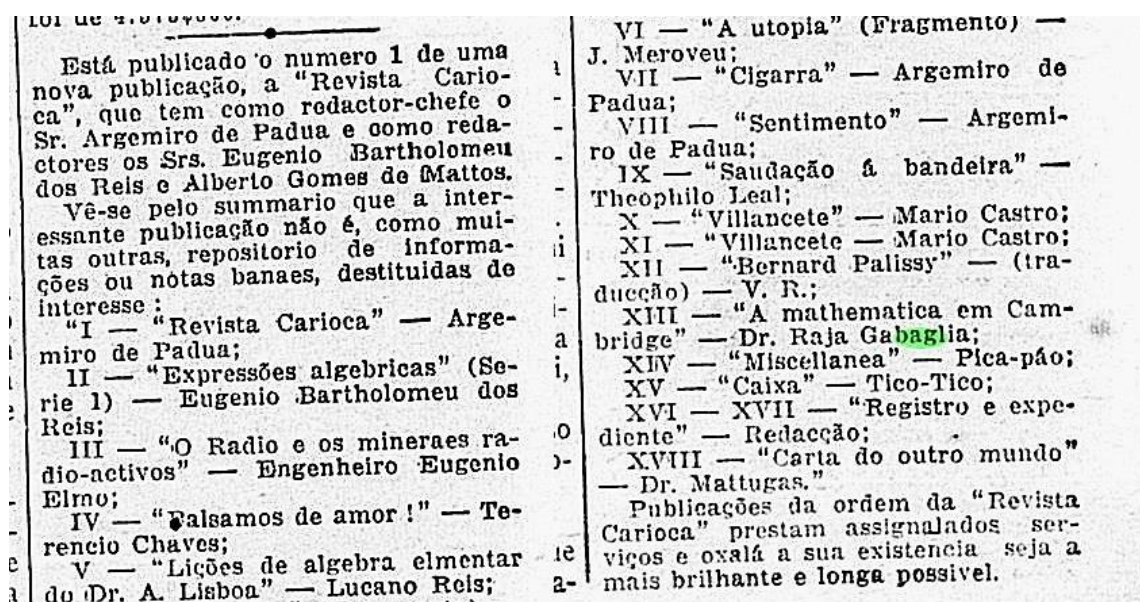 Está publicado o numero 1 de uma
nova publicação, a "Revista Cario-
ca", que tem como redactor-chefe o
Sr. Argemiro de Padua e como reda-
ctores os Srs. Eugenio Bartholomeu
dos Reis e Alberto Gomes de Mattos.
Vê-se pelo summario que a inter-
essante publicação não é, como mui-
tas outras, repositorio de informa-
ções ou notas banaes, destituidas de
interesse :
"I — "Revista Carioca" — Arge-
miro de Padua;
II — "Expressões algebricas" (Se-
rie 1) — Eugenio Bartholomeu dos
Reis;
III — "O Radio e os mineraes ra-
dio-activos" — Engenheiro Eugenio
Elmo;
IV — "Balsamos de amor !" — Te-
rencio Chaves;
V — "Lições de algebra elmentar
do Dr. A. Lisboa" — Lucano Reis;
VI — "A utopia" (Fragmento) —
J. Meroveu;
VII — "Cigarra" — Argemiro de
Padua;
VIII — "Sentimento" — Argemi-
ro de Padua;
IX — "Saudação á bandeira" —
Theophilo Leal;
X — "Villancete" — Mario Castro;
XI — "Villancete — Mario Castro;
XII — "Bernard Palissy" — (tra-
ducção) — V. R.;
XIII — "A mathematica em Cam-
bridge" — Dr. Raja Gabaglia;
XIV — "Miscellanea" — Pica-páo;
XV — "Caixa" — Tico-Tico;
XVI — XVII — "Registro e expe-
diente" — Redacção;
XVIII — "Carta do outro mundo"
— Dr. Mattugas."
Publicações da ordem da "Revista
Carioca" prestam assignalados ser-
viços e oxalá a sua existencia seja a
mais brilhante e longa possivel.